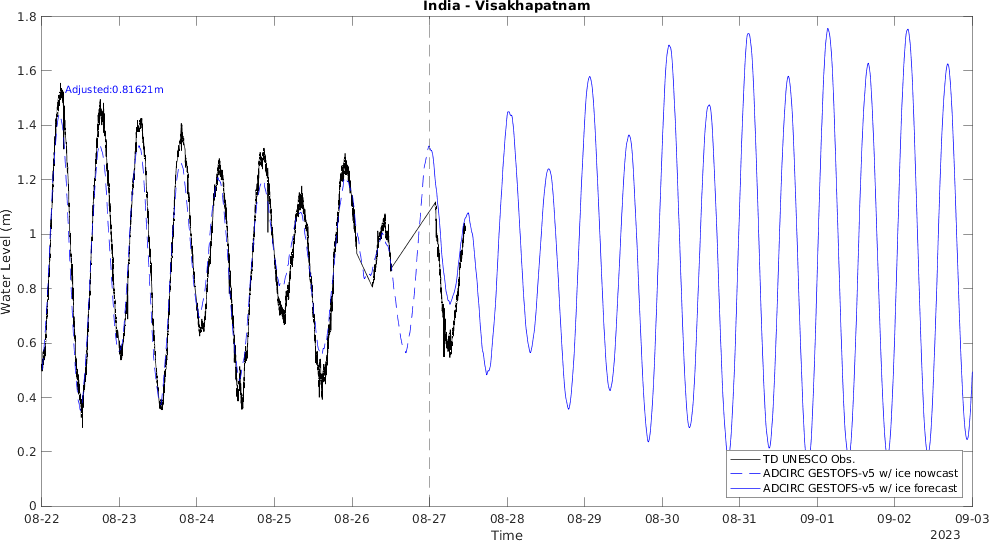 India - Visakhapatnam
Water Level (m)
1.8
1.6
1.4
1.2
1
0.8
0.6
0.4
0.2
0
Adjusted:0.81621m
TD UNESCO Obs.
ADCIRC GESTOFS-v5 w/ ice nowcast
ADCIRC GESTOFS-v5 w/ ice forecast
08-22 08-23 08-24 08-25 08-26 08-27 08-28 08-29 08-30 08-31 09-01 09-02 09-03
Time
2023